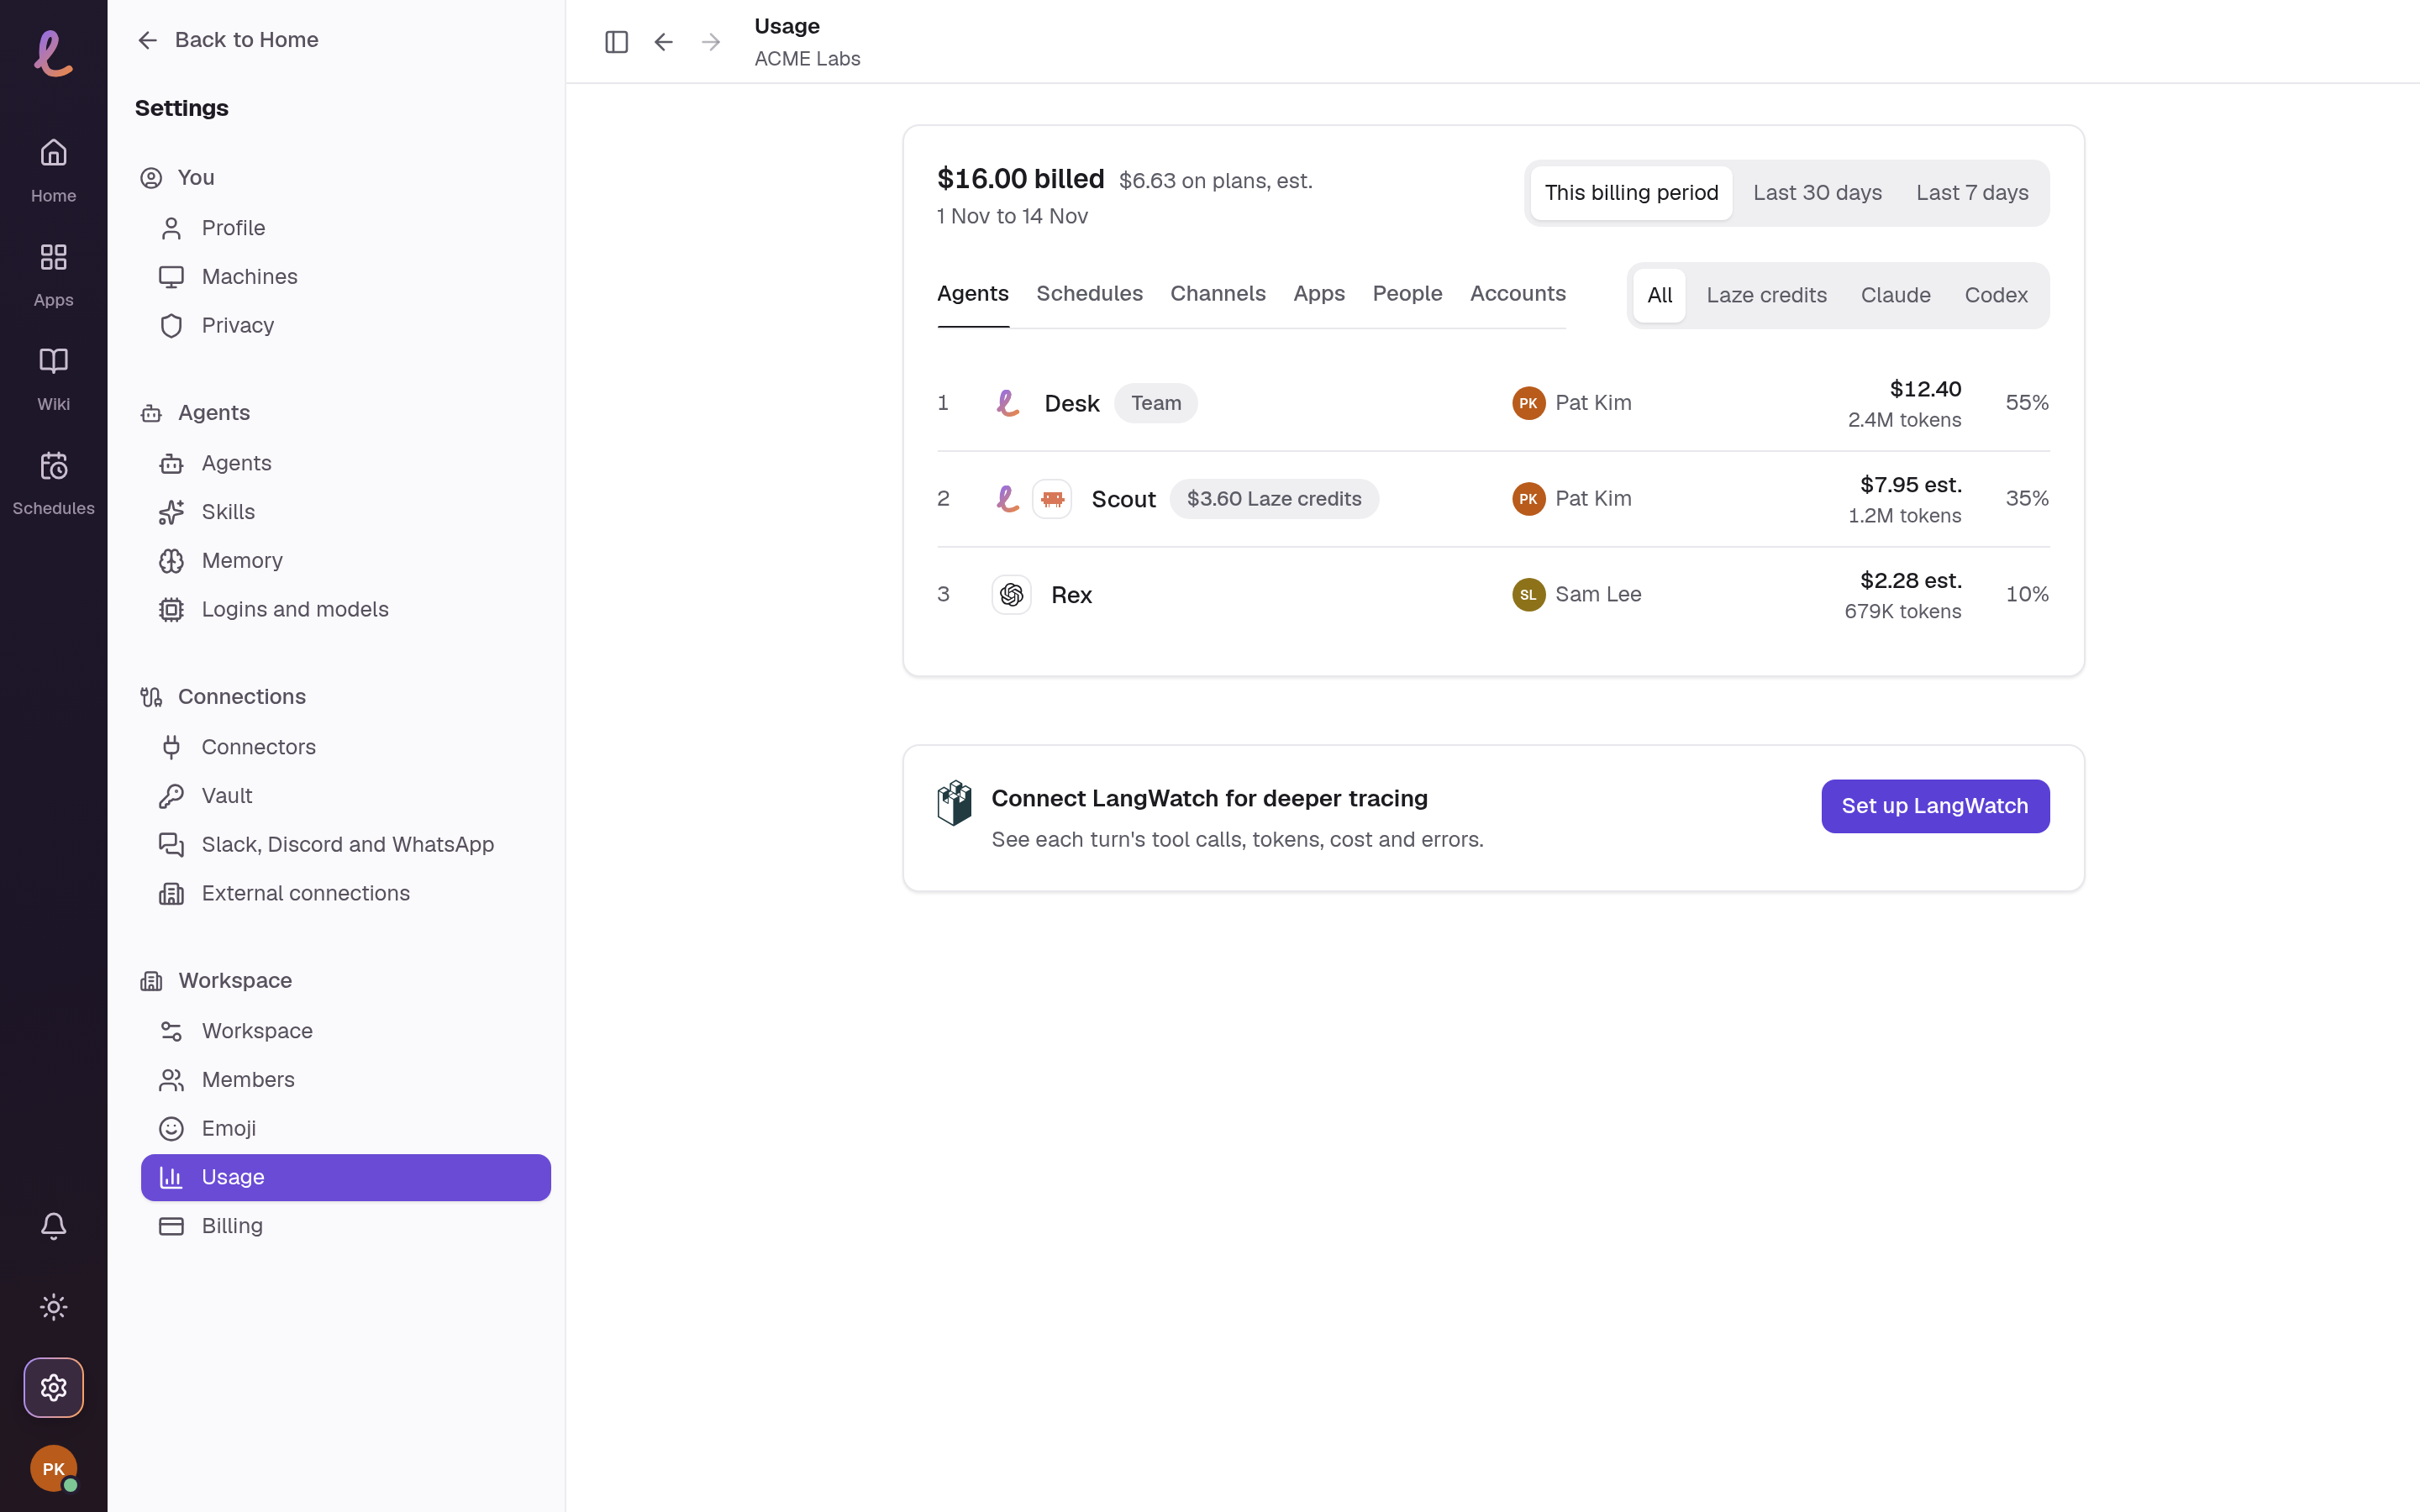 Back to Home
Settings
You
Profile
Machines
Privacy
Agents
Agents
Skills
Memory
Logins and models
Connections
Connectors
Vault
Slack, Discord and WhatsApp
External connections
Workspace
Workspace
Members
Emoji
Usage
Billing
Home
Apps
Wiki
Schedules
PK
Usage
ACME Labs
$16.00 billed $6.63 on plans, est.
1 Nov to 14 Nov
This billing period Last 30 days Last 7 days
Agents Schedules Channels Apps People Accounts
All Laze credits Claude Codex
1 Desk Team PK Pat Kim $12.40 55%
2.4M tokens
2 Scout $3.60 Laze credits PK Pat Kim $7.95 est. 35%
1.2M tokens
3 Rex SL Sam Lee $2.28 est. 10%
679K tokens
Connect LangWatch for deeper tracing
See each turn's tool calls, tokens, cost and errors.
Set up LangWatch